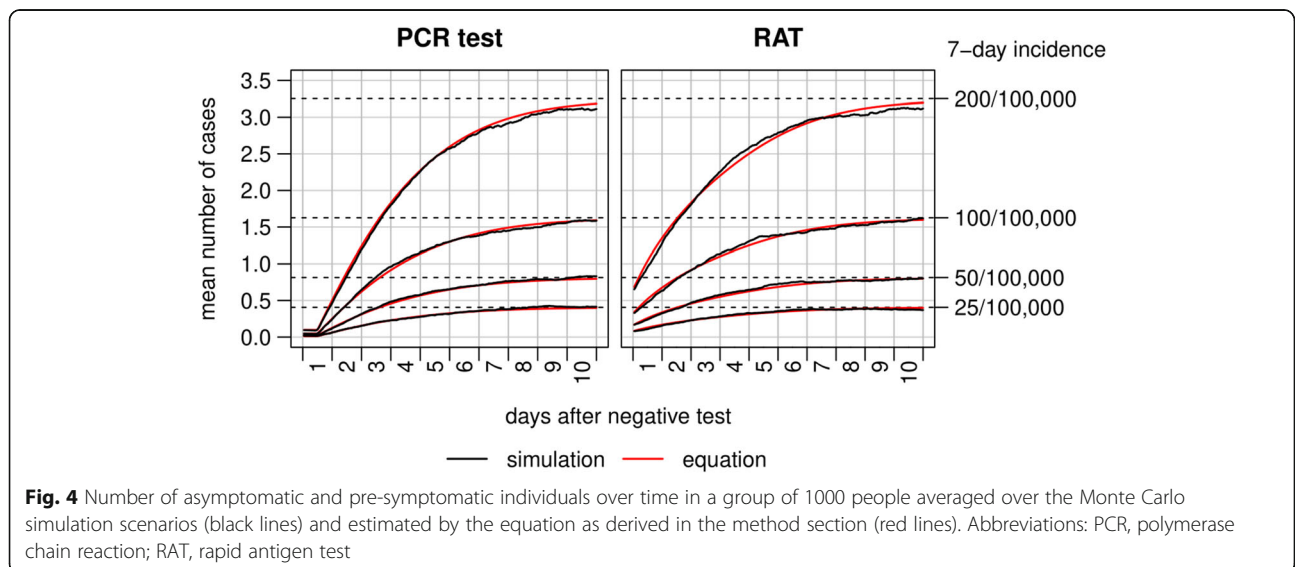 PCR test
RAT
7−day incidence
mean number of cases
3.5
3.0
2.5
2.0
1.5
1.0
0.5
0.0
200/100,000
100/100,000
50/100,000
25/100,000
1 2 3 4 5 6 7 8 9 10
1 2 3 4 5 6 7 8 9 10
days after negative test
simulation equation
Fig. 4 Number of asymptomatic and pre-symptomatic individuals over time in a group of 1000 people averaged over the Monte Carlo
simulation scenarios (black lines) and estimated by the equation as derived in the method section (red lines). Abbreviations: PCR, polymerase
chain reaction; RAT, rapid antigen test